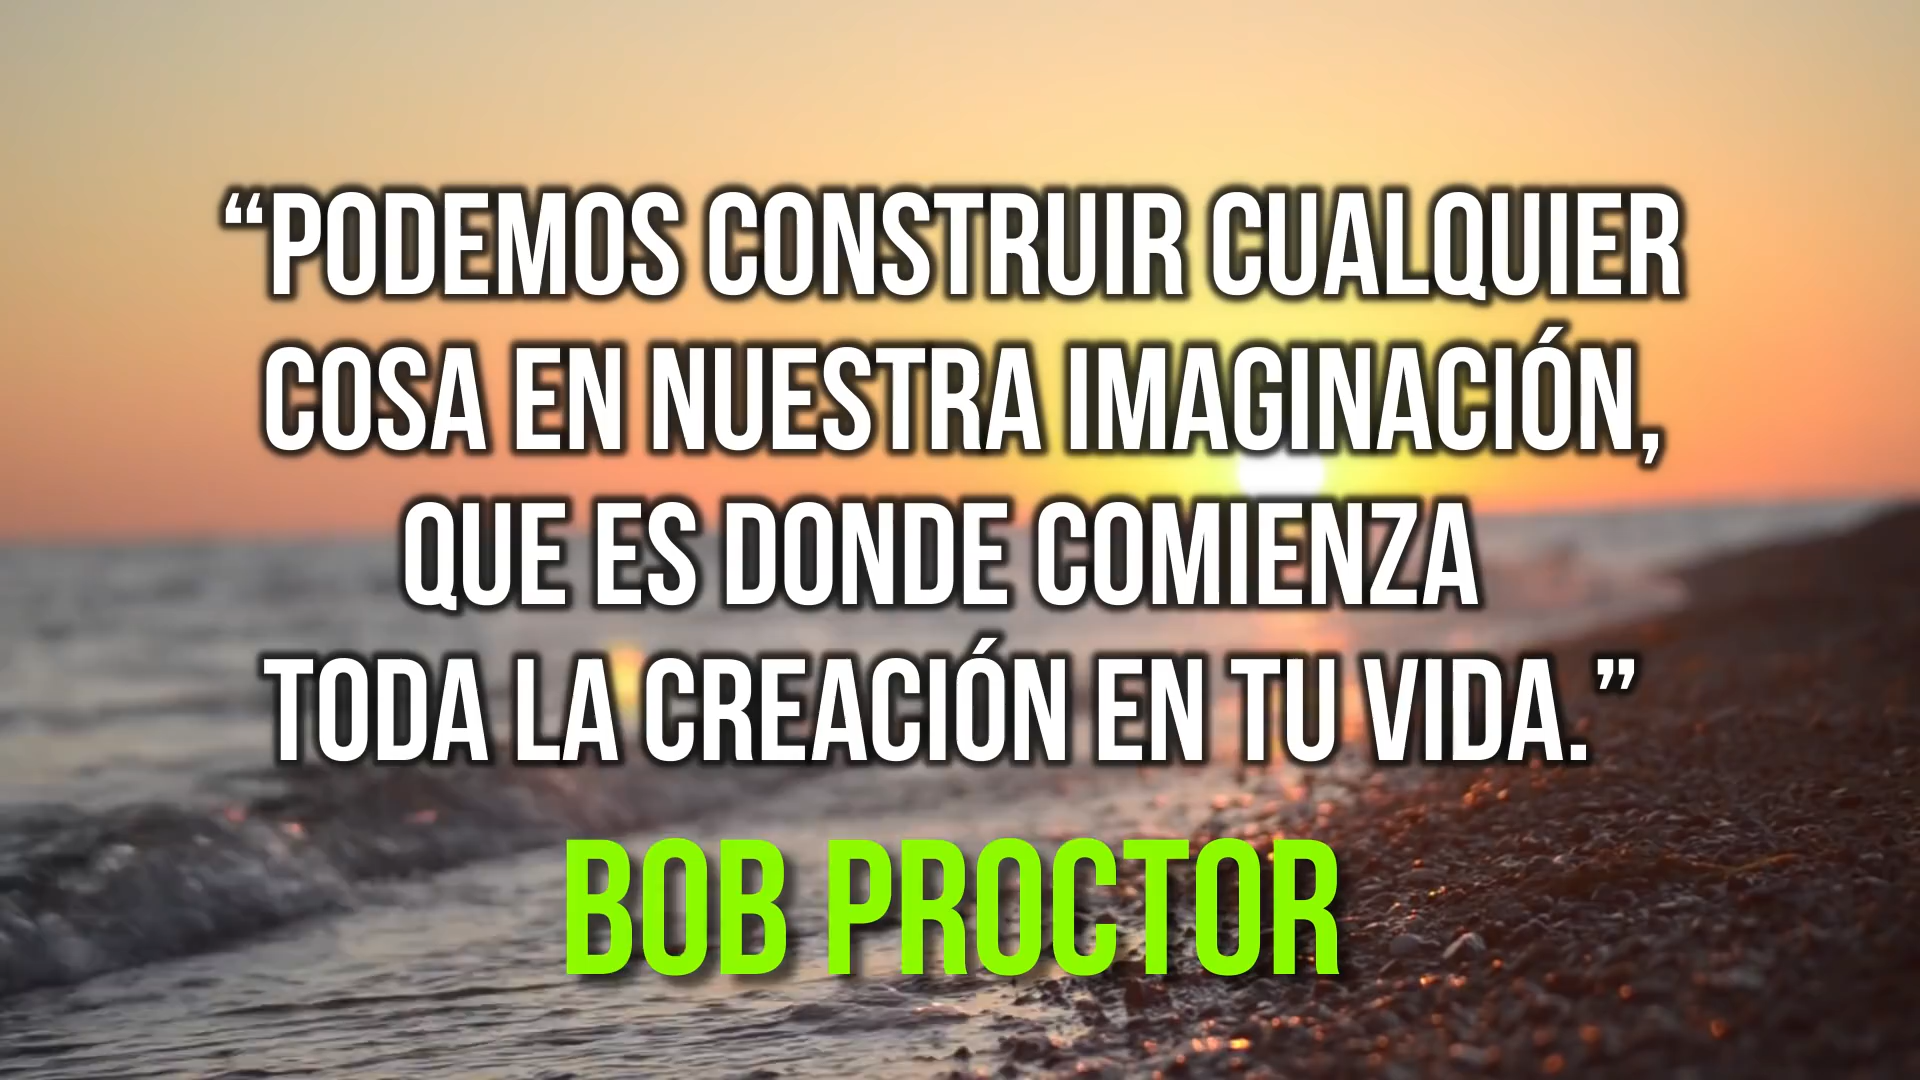 “PODEMOS CONSTRUIR CUALQUIER
COSA EN NUESTRA IMAGINACIÓN,
QUE ES DONDE COMIENZA
TODA LA CREACIÓN EN TU VIDA.”
BOB PROCTOR